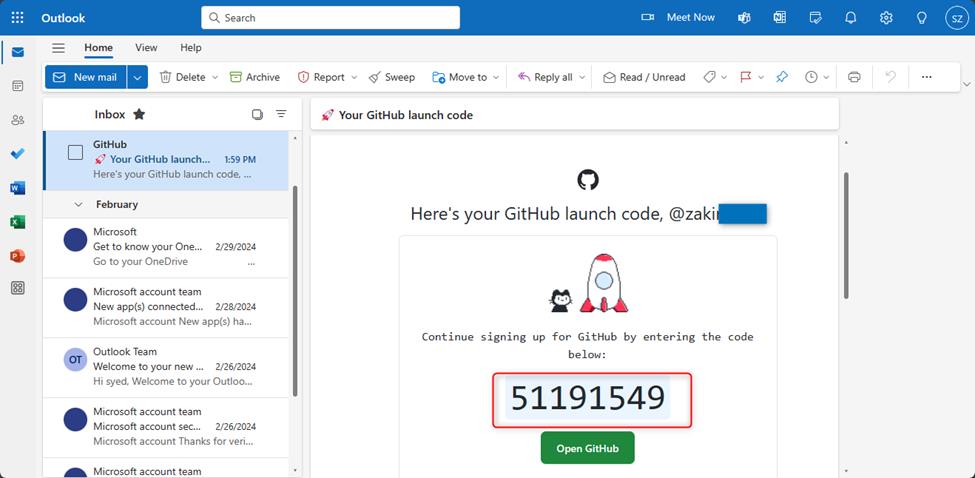 Outlook
Search
Meet Now
SZ
Home View Help
New mail Delete Archive Report Sweep Move to Reply all Read / Unread ...
Inbox
🚀 Your GitHub launch code
GitHub
🚀 Your GitHub launch... 1:59 PM
Here's your GitHub launch code, ...
February
Microsoft
Get to know your One... 2/29/2024
Go to your OneDrive ...
Microsoft account team
New app(s) connected... 2/28/2024
Microsoft account New app(s) ha...
OT
Outlook Team
Welcome to your new ... 2/26/2024
Hi syed, Welcome to your Outloo...
Microsoft account team
Microsoft account sec... 2/26/2024
Microsoft account Thanks for veri...
Microsoft account team
Here's your GitHub launch code, @zaki
Continue signing up for GitHub by entering the code
below:
51191549
Open GitHub